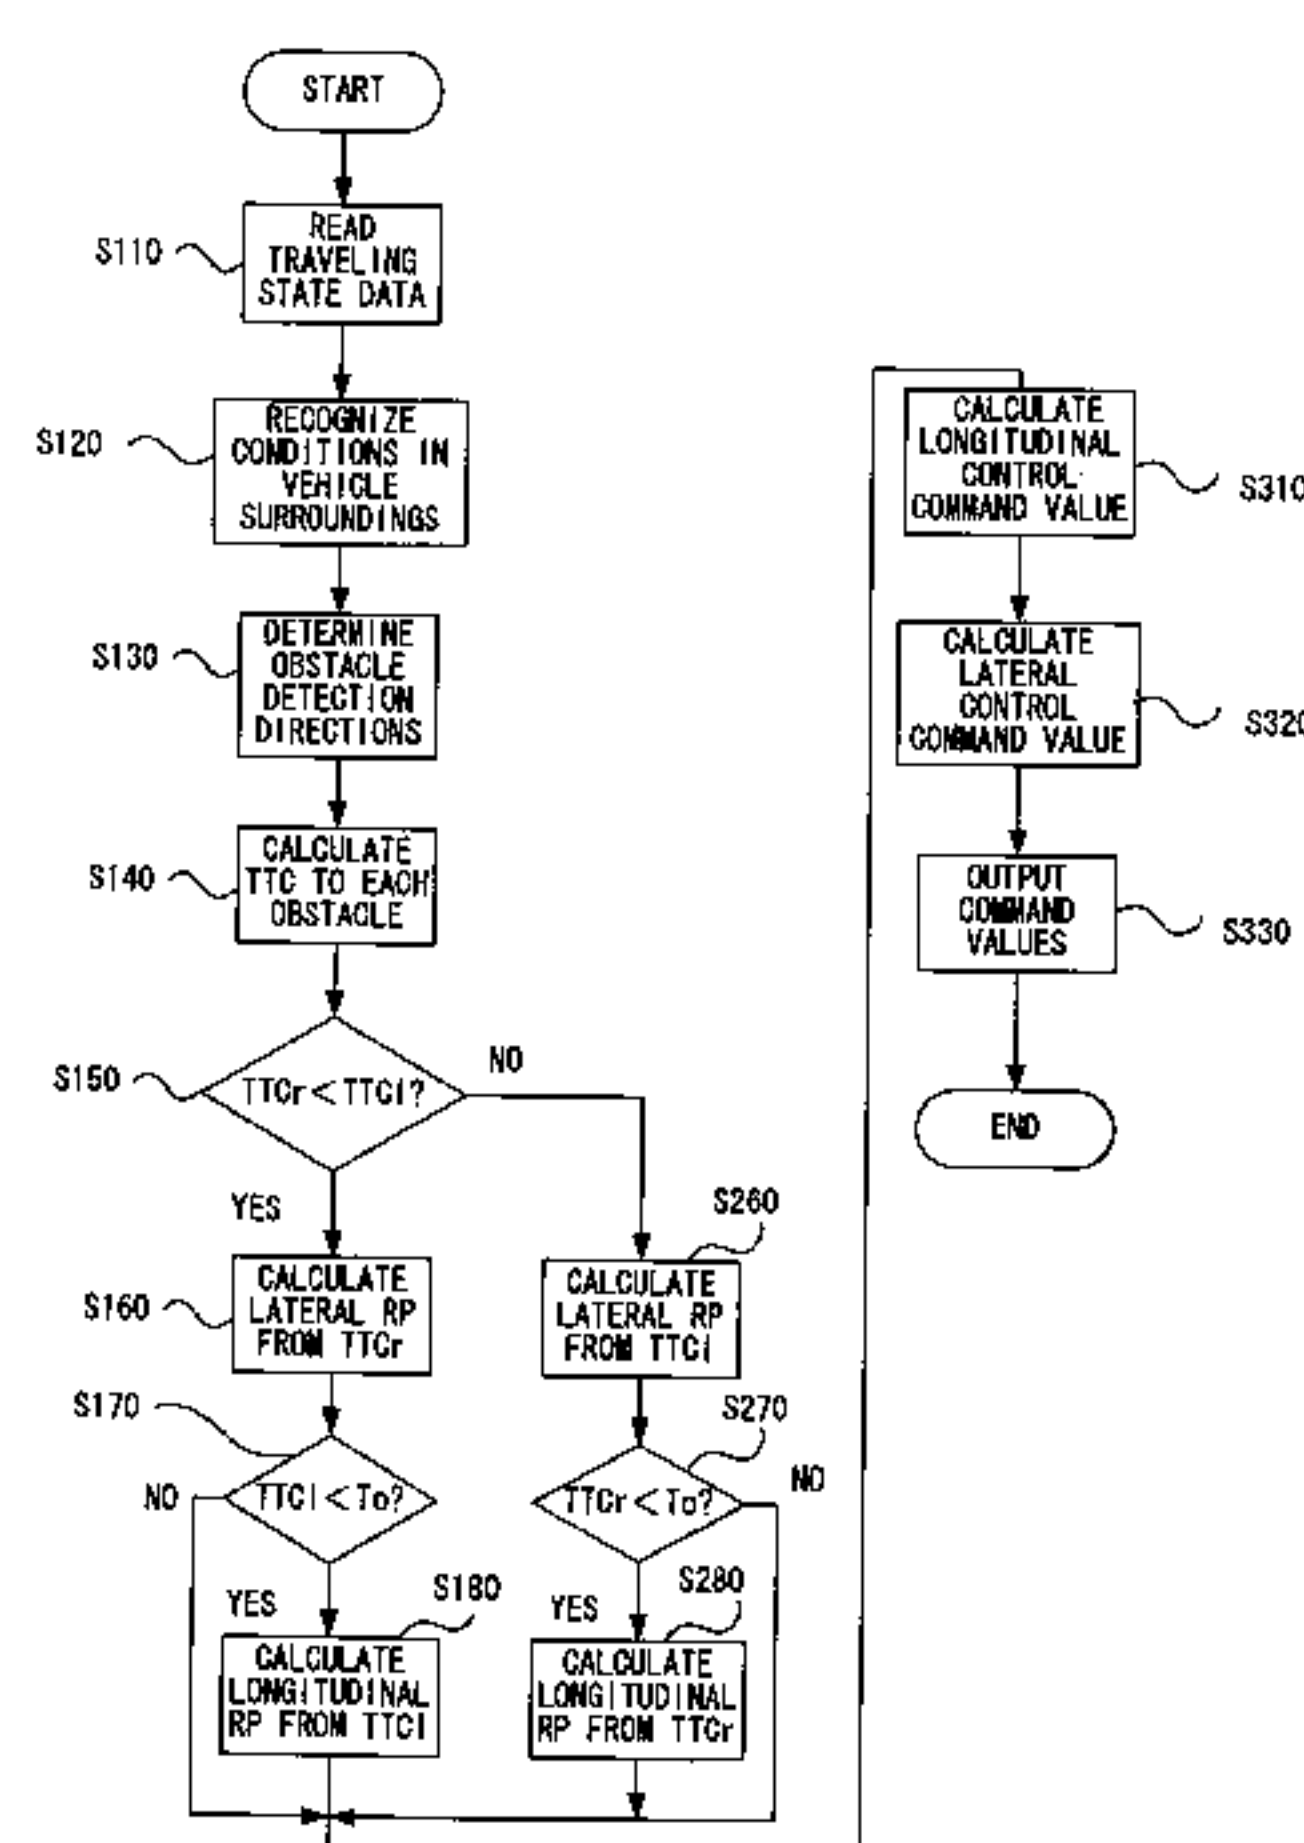 START
S110
READ
TRAVELING
STATE DATA
S120
RECOGNIZE
CONDITIONS IN
VEHICLE
SURROUNDINGS
S130
DETERMINE
OBSTACLE
DETECTION
DIRECTIONS
S140
CALCULATE
TTC TO EACH
OBSTACLE
S150
TTCr<TTCl?
NO
YES
S160
CALCULATE
LATERAL RP
FROM TTCr
S260
CALCULATE
LATERAL RP
FROM TTCl
S170
NO
TTCl<To?
YES
S270
TTCr<To?
NO
YES
S180
CALCULATE
LONGITUDINAL
RP FROM TTCl
S280
CALCULATE
LONGITUDINAL
RP FROM TTCr
CALCULATE
LONGITUDINAL
CONTROL
COMMAND VALUE
S310
CALCULATE
LATERAL
CONTROL
COMMAND VALUE
S320
OUTPUT
COMMAND
VALUES
S330
END